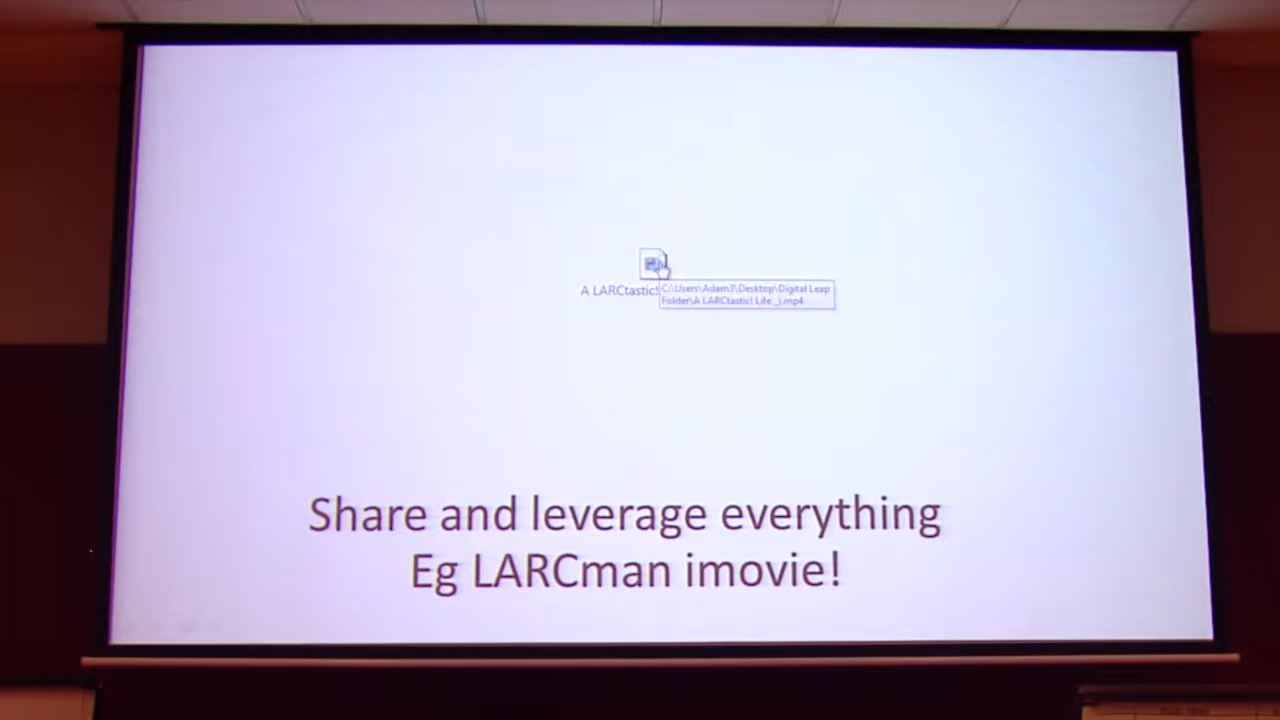 A LARCtastic!
C:\Users\Adam3\Desktop\Digital Leap
Folder\A LARCtastic! Life _).mp4
Share and leverage everything
Eg LARCman imovie!